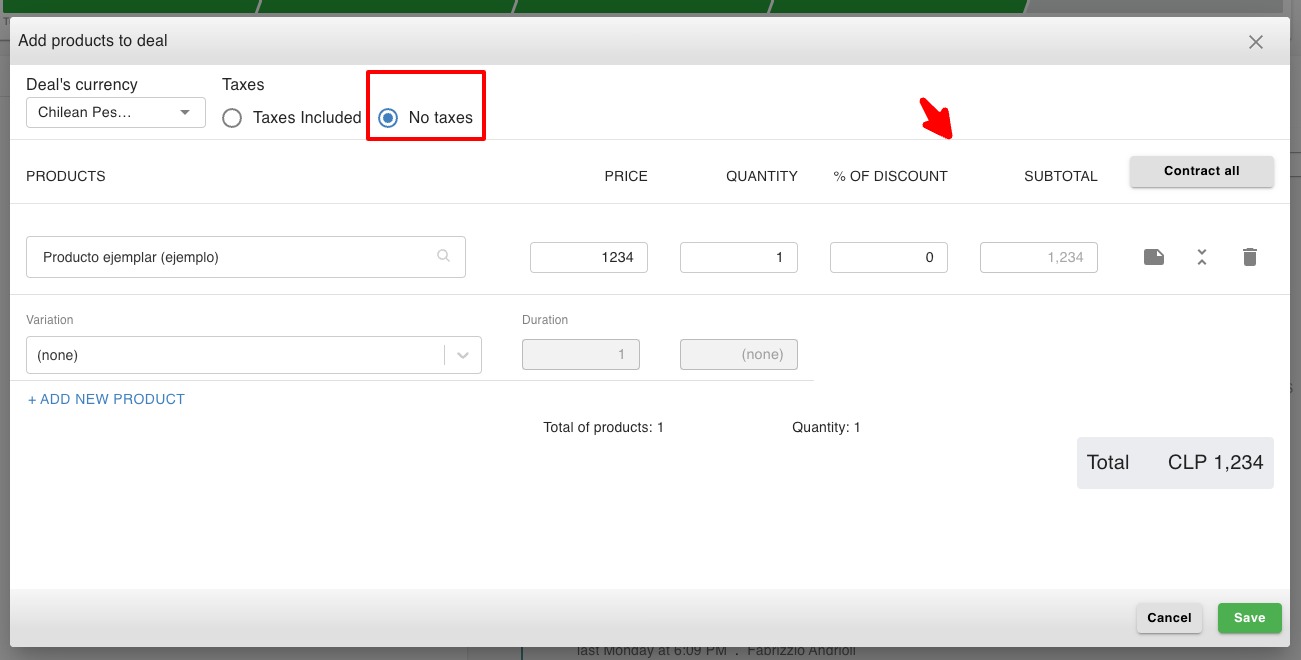 Add products to deal
Deal's currency
Taxes
Chilean Pes...
Taxes Included
No taxes
PRODUCTS PRICE QUANTITY % OF DISCOUNT SUBTOTAL Contract all
Producto ejemplar (ejemplo) 1234 1 0 1,234
Variation Duration
(none) 1 (none)
+ ADD NEW PRODUCT
Total of products: 1 Quantity: 1
Total CLP 1,234
Cancel Save
last Monday at 6:09 PM . Fabrizzio Andrioli